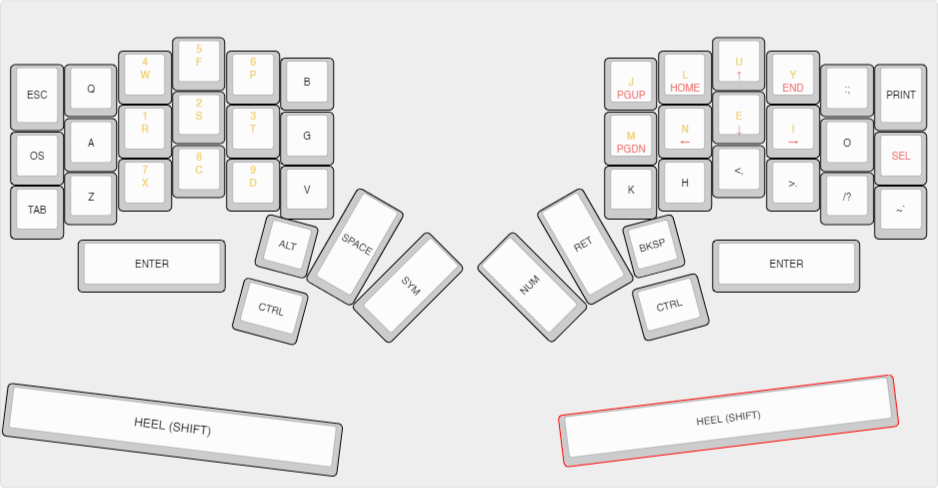 ESC
Q
4
W
5
F
6
P
B
OS
A
1
R
2
S
3
T
G
TAB
Z
7
X
8
C
9
D
V
ENTER
ALT
SPACE
SYM
CTRL
HEEL (SHIFT)
J
PGUP
L
HOME
U
↑
Y
END
:;
PRINT
M
PGDN
N
←
E
↓
I
→
O
SEL
K
H
<,
>.
/?
~`
NUM
RET
BKSP
ENTER
CTRL
HEEL (SHIFT)